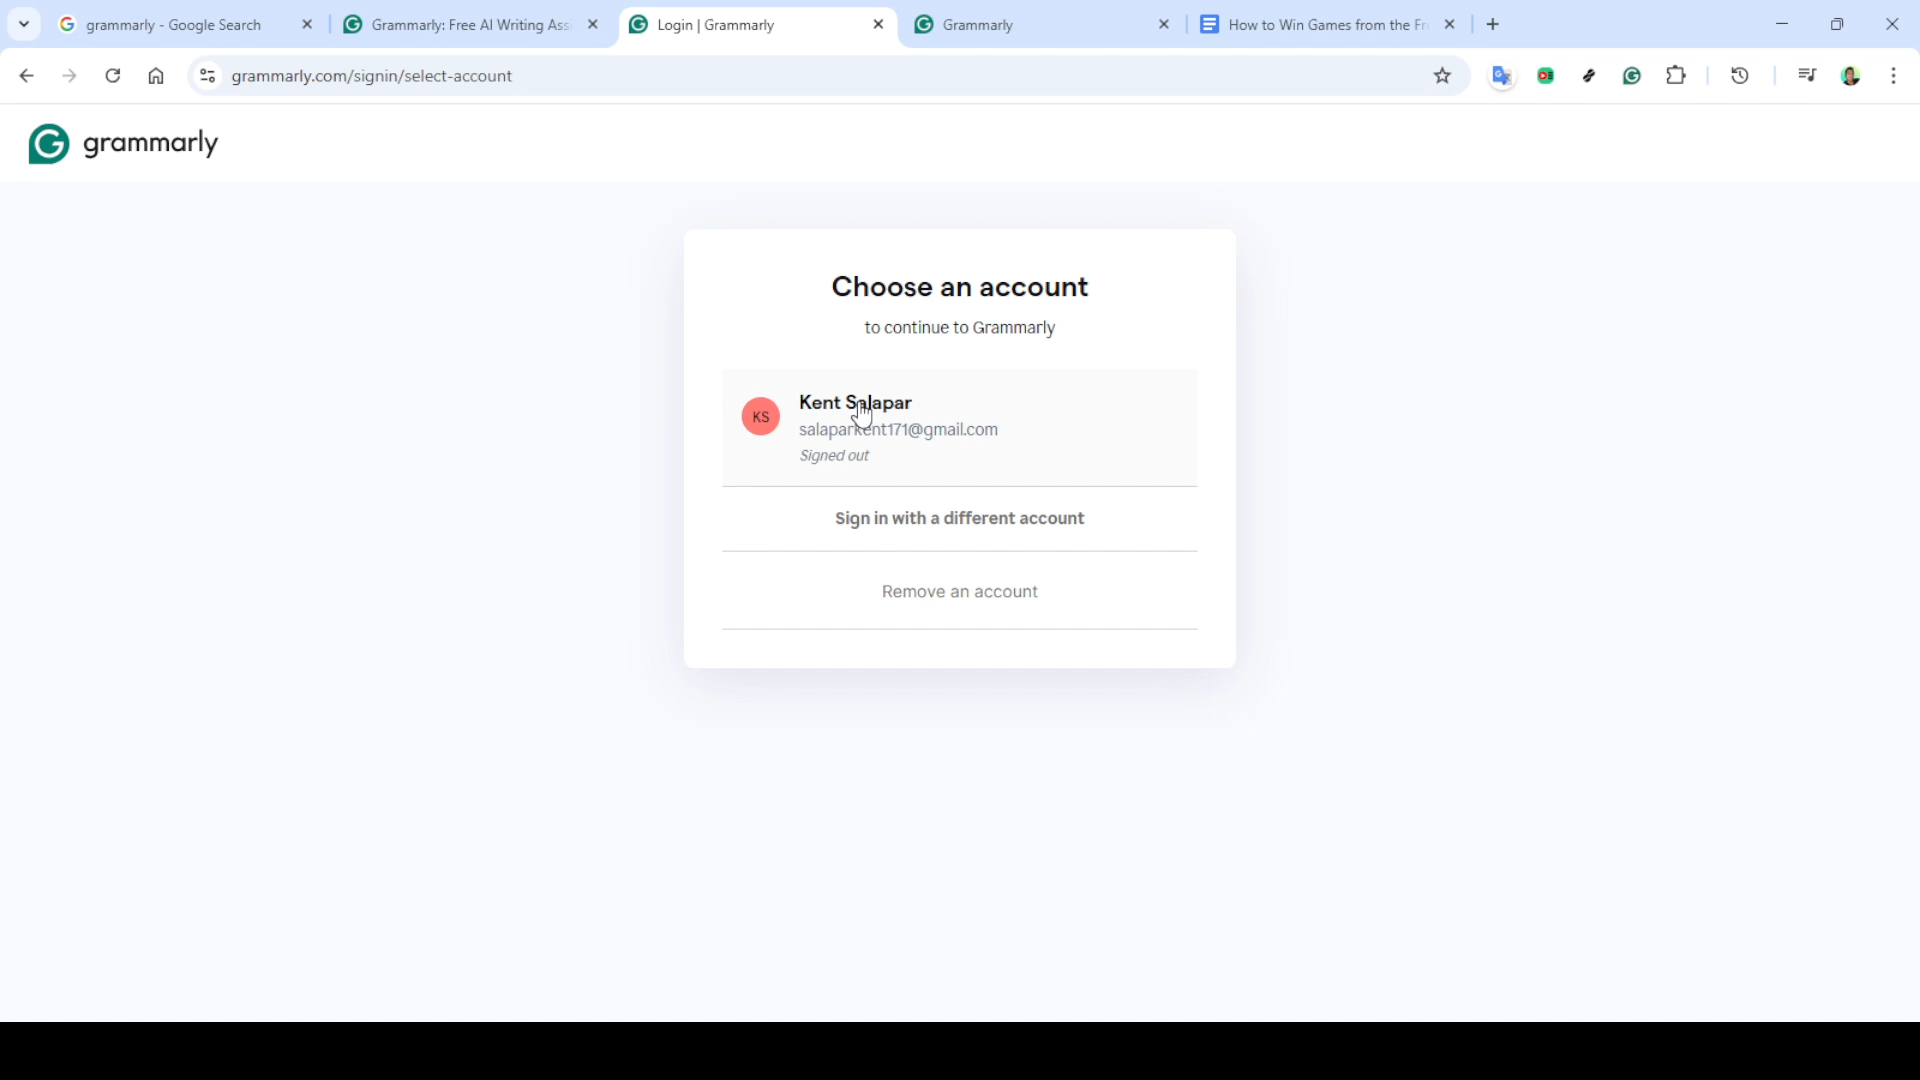 grammarly - Google Search
Grammarly: Free AI Writing Ass
Login | Grammarly
Grammarly
How to Win Games from the Fr
grammarly.com/signin/select-account
grammarly
Choose an account
to continue to Grammarly
KS
Kent Salapar
salaparkent171@gmail.com
Signed out
Sign in with a different account
Remove an account